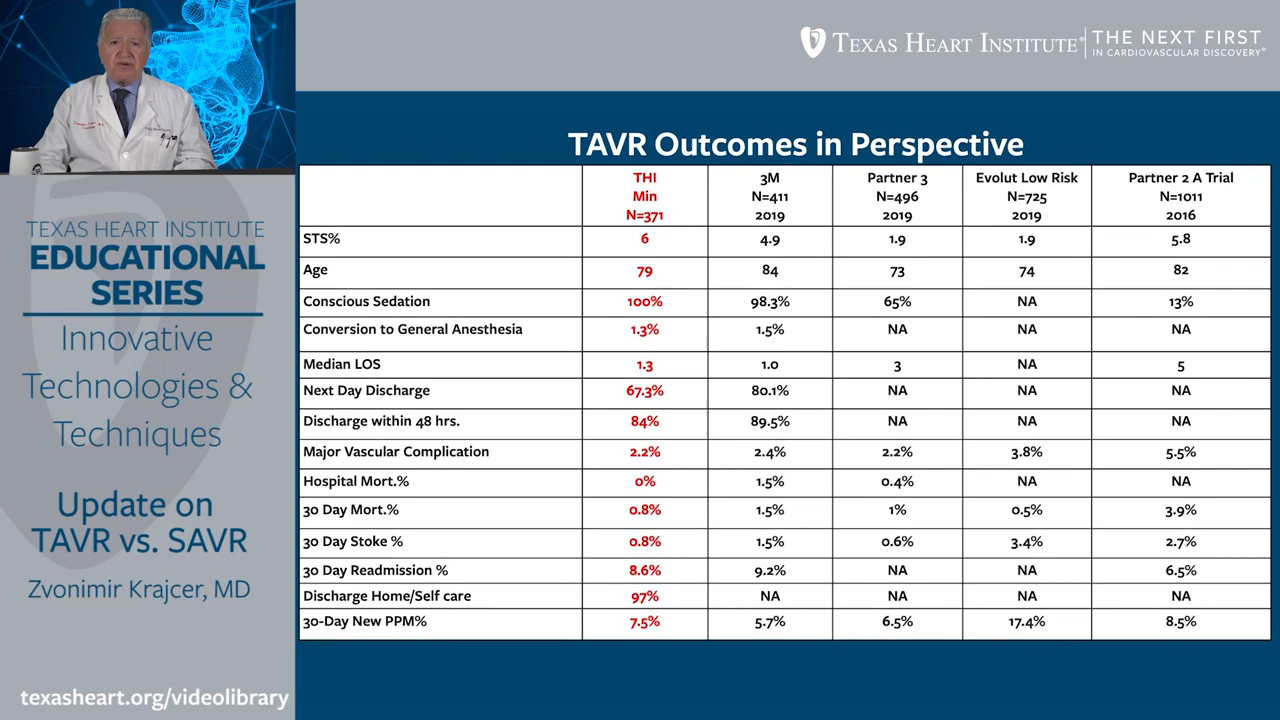 TEXAS HEART INSTITUTE® THE NEXT FIRST
IN CARDIOVASCULAR DISCOVERY®
TEXAS HEART INSTITUTE
EDUCATIONAL
SERIES
Innovative
Technologies &
Techniques
Update on
TAVR vs. SAVR
Zvonimir Krajcer, MD
texasheart.org/videolibrary
TAVR Outcomes in Perspective
THI Min N=371 3M N=411 2019 Partner 3 N=496 2019 Evolut Low Risk N=725 2019 Partner 2 A Trial N=1011 2016
STS% 6 4.9 1.9 1.9 5.8
Age 79 84 73 74 82
Conscious Sedation 100% 98.3% 65% NA 13%
Conversion to General Anesthesia 1.3% 1.5% NA NA NA
Median LOS 1.3 1.0 3 NA 5
Next Day Discharge 67.3% 80.1% NA NA NA
Discharge within 48 hrs. 84% 89.5% NA NA NA
Major Vascular Complication 2.2% 2.4% 2.2% 3.8% 5.5%
Hospital Mort.% 0% 1.5% 0.4% NA NA
30 Day Mort.% 0.8% 1.5% 1% 0.5% 3.9%
30 Day Stoke % 0.8% 1.5% 0.6% 3.4% 2.7%
30 Day Readmission % 8.6% 9.2% NA NA 6.5%
Discharge Home/Self care 97% NA NA NA NA
30-Day New PPM% 7.5% 5.7% 6.5% 17.4% 8.5%